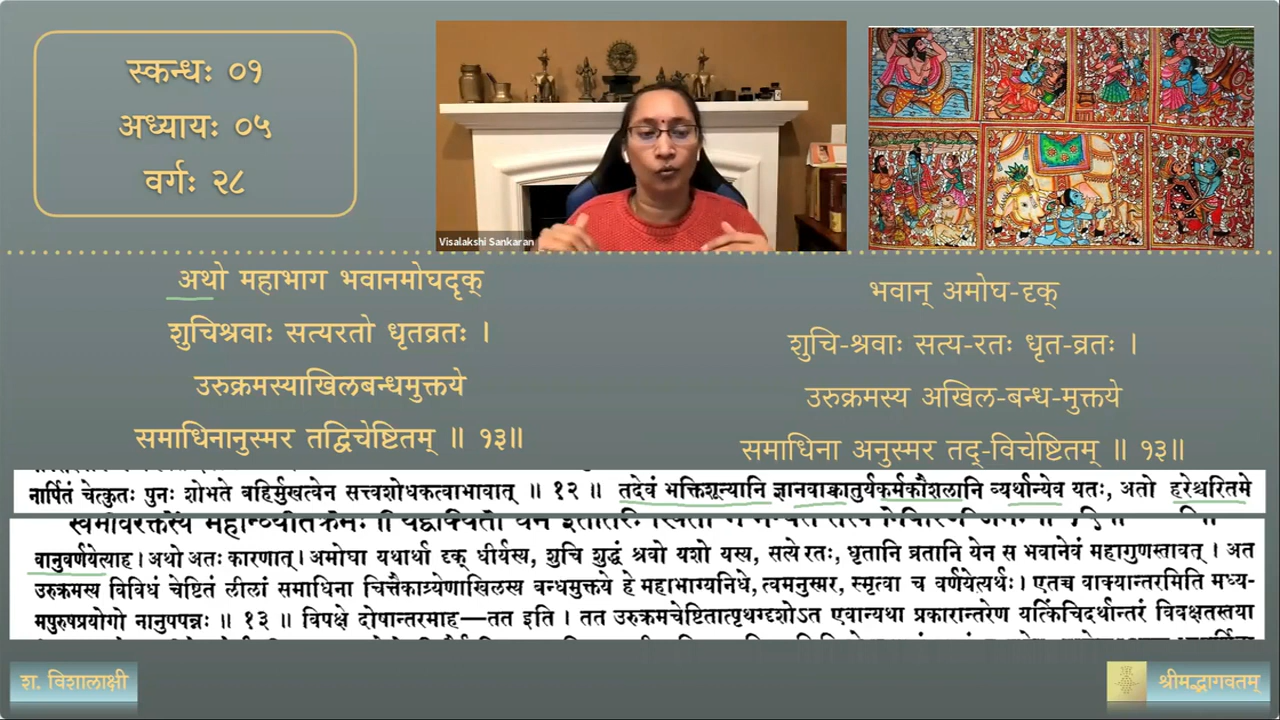 स्कन्धः ०१
अध्यायः ०५
वर्गः २८
Visalakshi Sankaran
अथो महाभाग भवानमोघदृक्
शुचिश्रवाः सत्यरतो धृतव्रतः ।
उरुक्रमस्याखिलबन्धमुक्तये
समाधिनानुस्मर तद्विचेष्टितम् ॥ १३॥
भवान् अमोघ-दृक्
शुचि-श्रवाः सत्य-रतः धृत-व्रतः ।
उरुक्रमस्य अखिल-बन्ध-मुक्तये
समाधिना अनुस्मर तद्-विचेष्टितम् ॥ १३॥
नार्पितं चेत्कुतः पुनः शोभते बहिर्मुखत्वेन सत्त्वशोधकत्वाभावात् ॥ १२ ॥ तदेवं भक्तिशून्यानि ज्ञानवाक्चातुर्यकर्मकौशलानि व्यर्थान्येव यतः, अतो हरेश्चरितमे
वानुवर्णयेत्याह । अथो अतः कारणात् । अमोघा यथार्था दृक् धीर्यस्य, शुचि शुद्धं श्रवो यशो यस्य, सत्ये रतः, धृतानि व्रतानि येन स भवानेवं महागुणस्तावत् । अत
उरुक्रमस्य विविधं चेष्टितं लीलां समाधिना चित्तैकाग्र्येणाखिलस्य बन्धमुक्तये हे महाभाग्यनिधे, त्वमनुस्मर, स्मृत्वा च वर्णयेत्यर्थः । एतच्च वाक्यान्तरमिति मध्य-
मपुरुषप्रयोगो नानुपपन्नः ॥ १३ ॥ विपक्षे दोषान्तरमाह—तत इति । तत उरुक्रमचेष्टितात्पृथग्दृशोऽत एवान्यथा प्रकारान्तरेण यत्किंचिदर्थान्तरं विवक्षतस्तया
श. विशालाक्षी
श्रीमद्भागवतम्